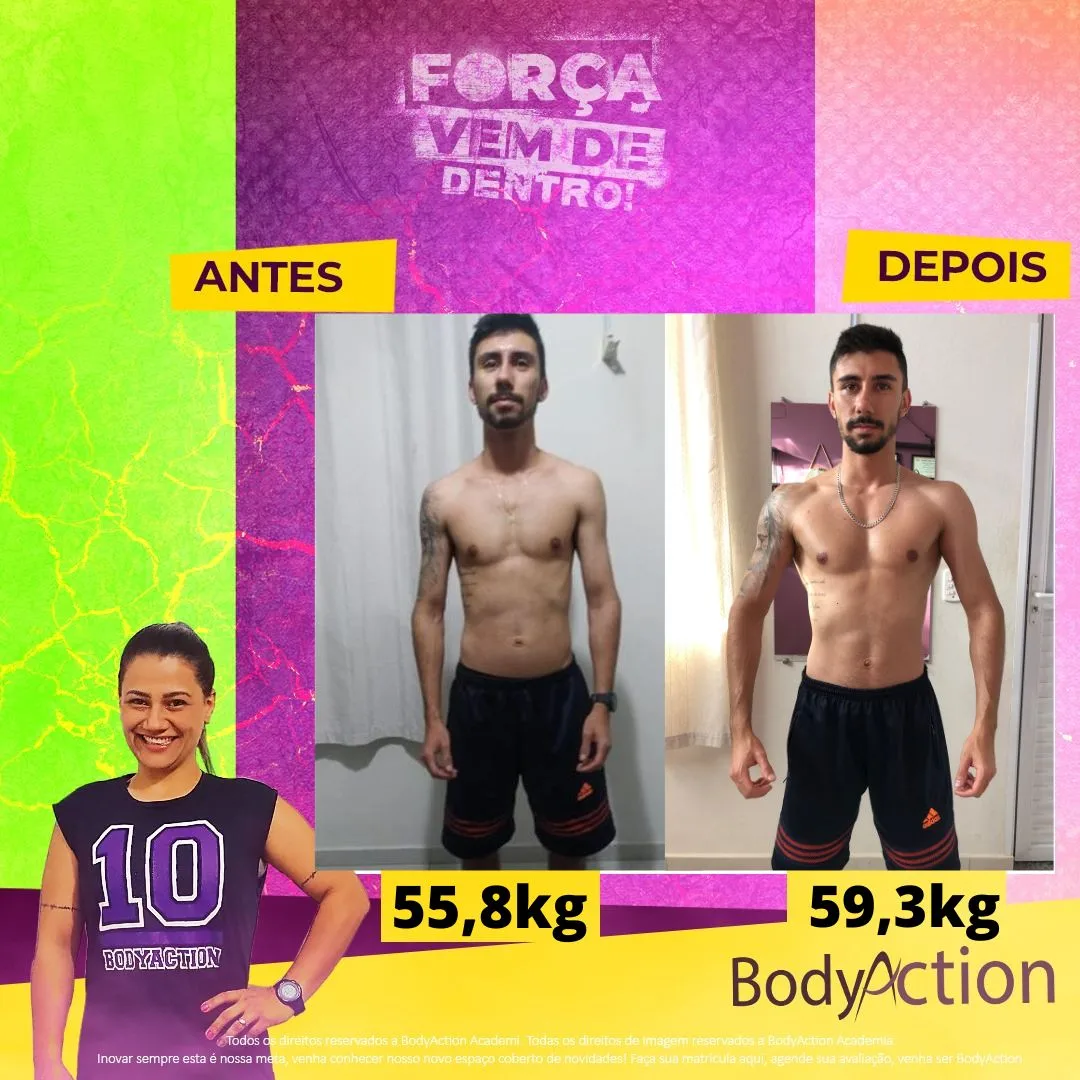 FORÇA
VEM DE
DENTRO!
ANTES
DEPOIS
adidas
10
BODYACTION
55,8kg
59,3kg
BodyAction
Todos os direitos reservados a BodyAction Academi Todas os direitos de imagem reservados a BodyAction Academia
Inovar sempre esta é nossa meta, venha conhecer nosso novo espaço coberto de novidades! Faça sua matricula aqui, agende sua avaliação, venha ser BodyAction